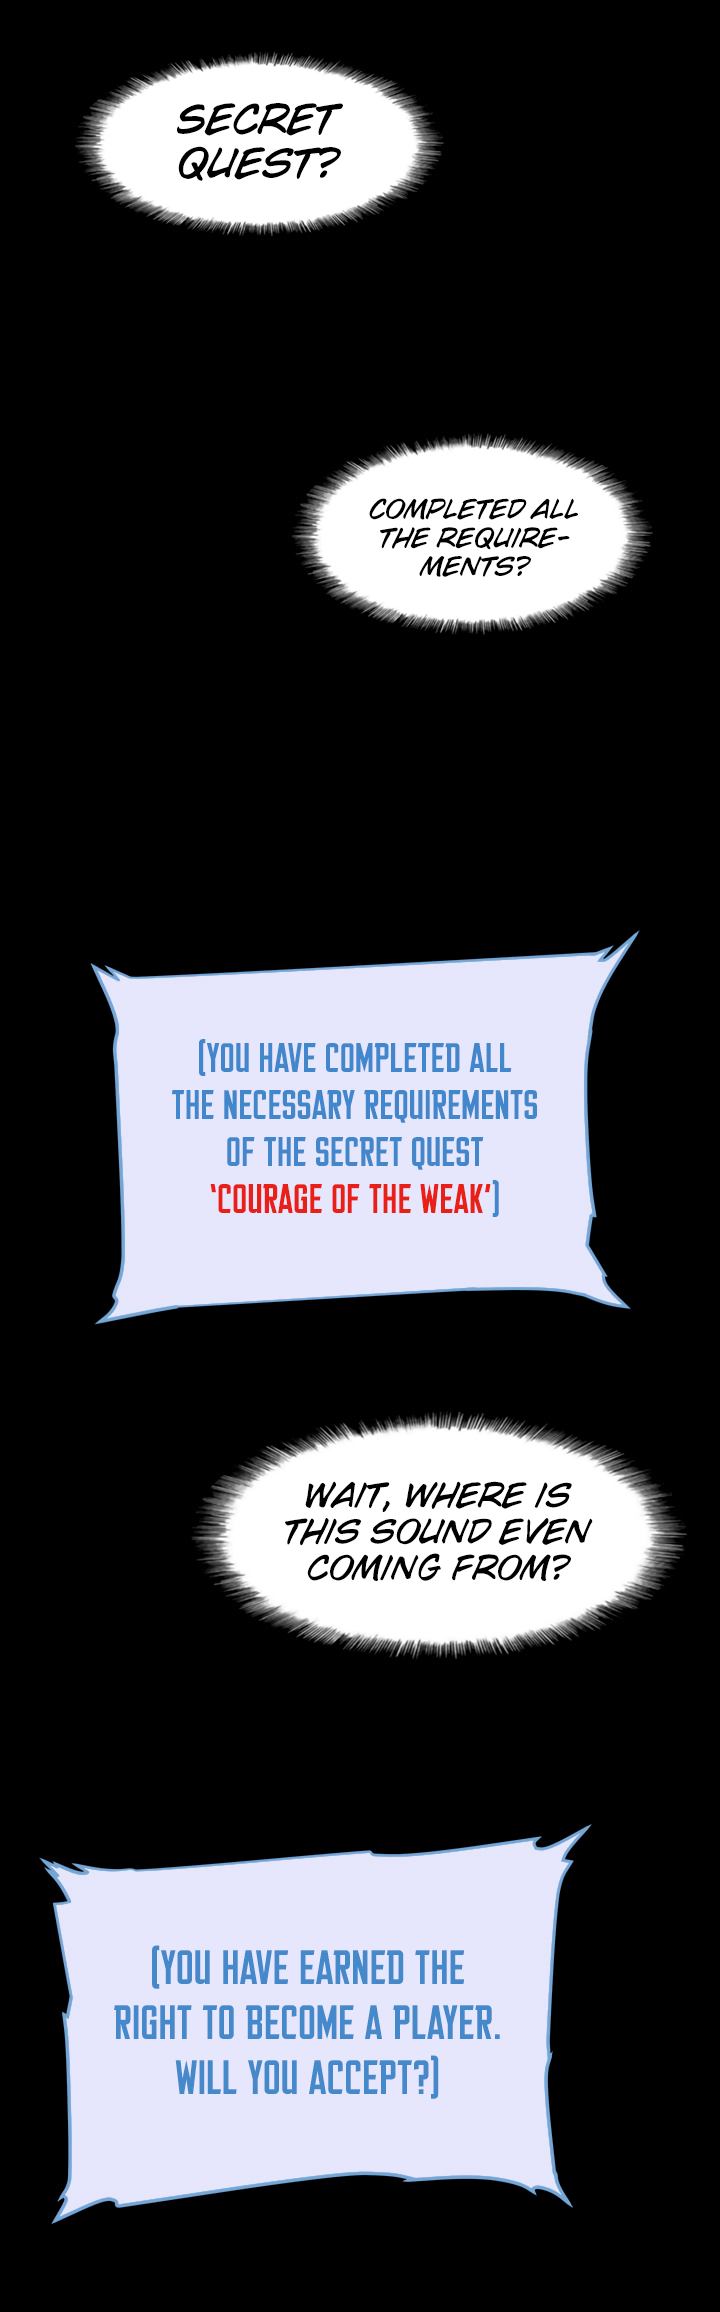 SECRET
QUEST?
COMPLETED ALL
THE REQUIRE-
MENTS?
[YOU HAVE COMPLETED ALL
THE NECESSARY REQUIREMENTS
OF THE SECRET QUEST
‘COURAGE OF THE WEAK’]
WAIT, WHERE IS
THIS SOUND EVEN
COMING FROM?
[YOU HAVE EARNED THE
RIGHT TO BECOME A PLAYER.
WILL YOU ACCEPT?]